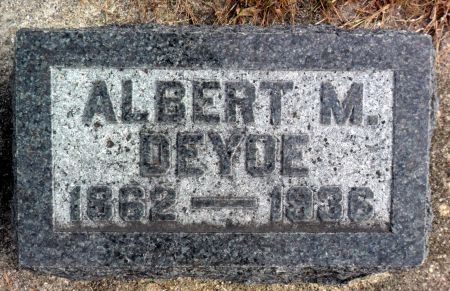 ALBERT M.
DEYOE
1862 — 1936